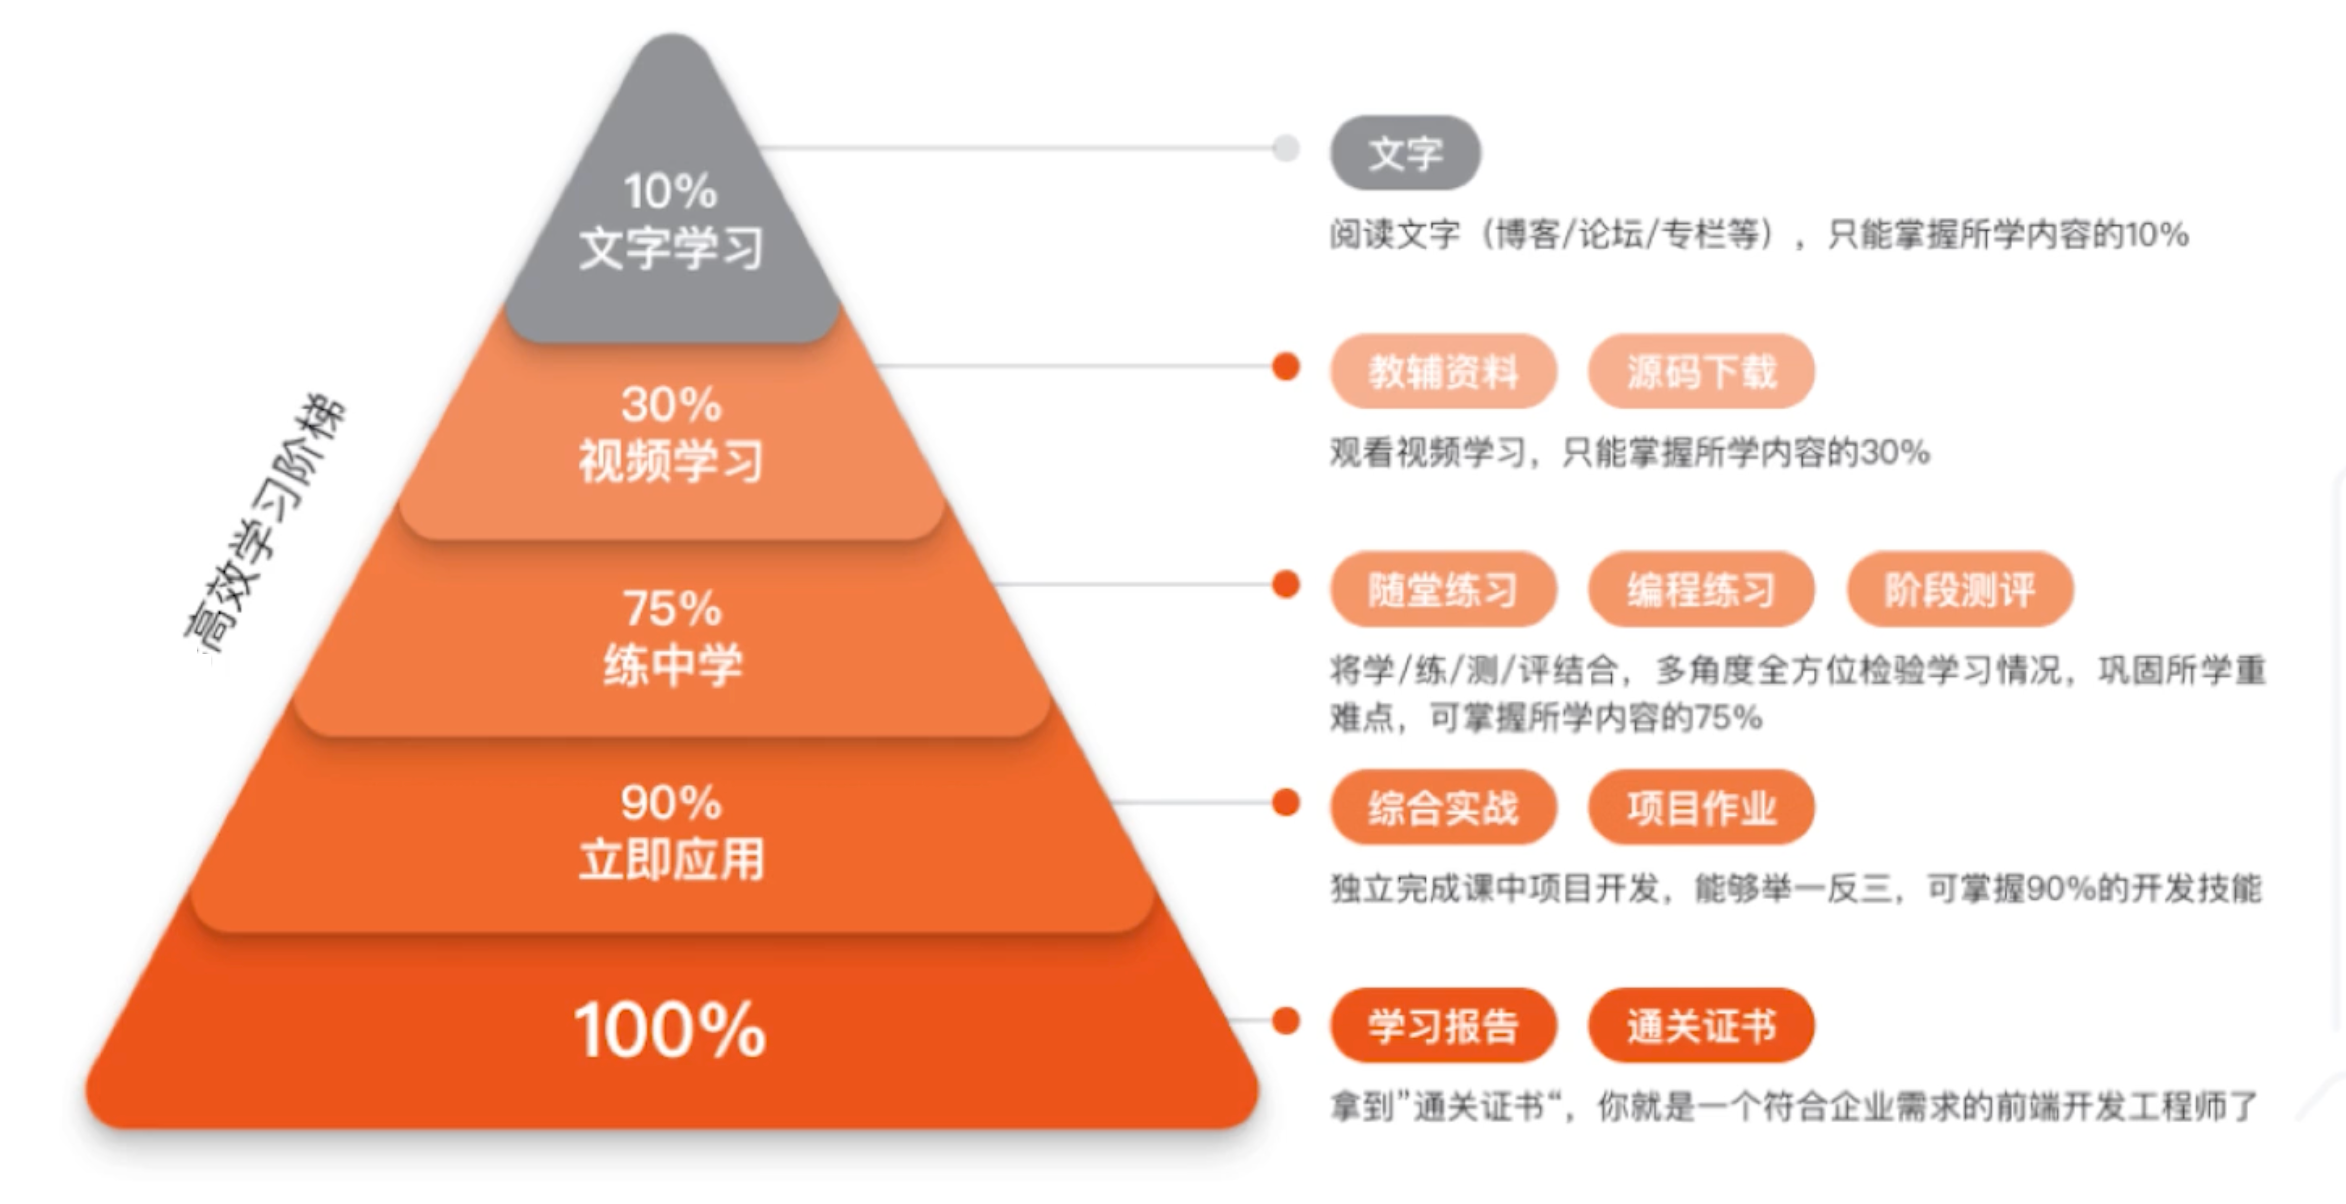 高效学习阶梯
10%
文字学习
30%
视频学习
75%
练中学
90%
立即应用
100%
文字
阅读文字（博客/论坛/专栏等），只能掌握所学内容的10%
教辅资料 源码下载
观看视频学习，只能掌握所学内容的30%
随堂练习 编程练习 阶段测评
将学/练/测/评结合，多角度全方位检验学习情况，巩固所学重
难点，可掌握所学内容的75%
综合实战 项目作业
独立完成课中项目开发，能够举一反三，可掌握90%的开发技能
学习报告 通关证书
拿到”通关证书“，你就是一个符合企业需求的前端开发工程师了